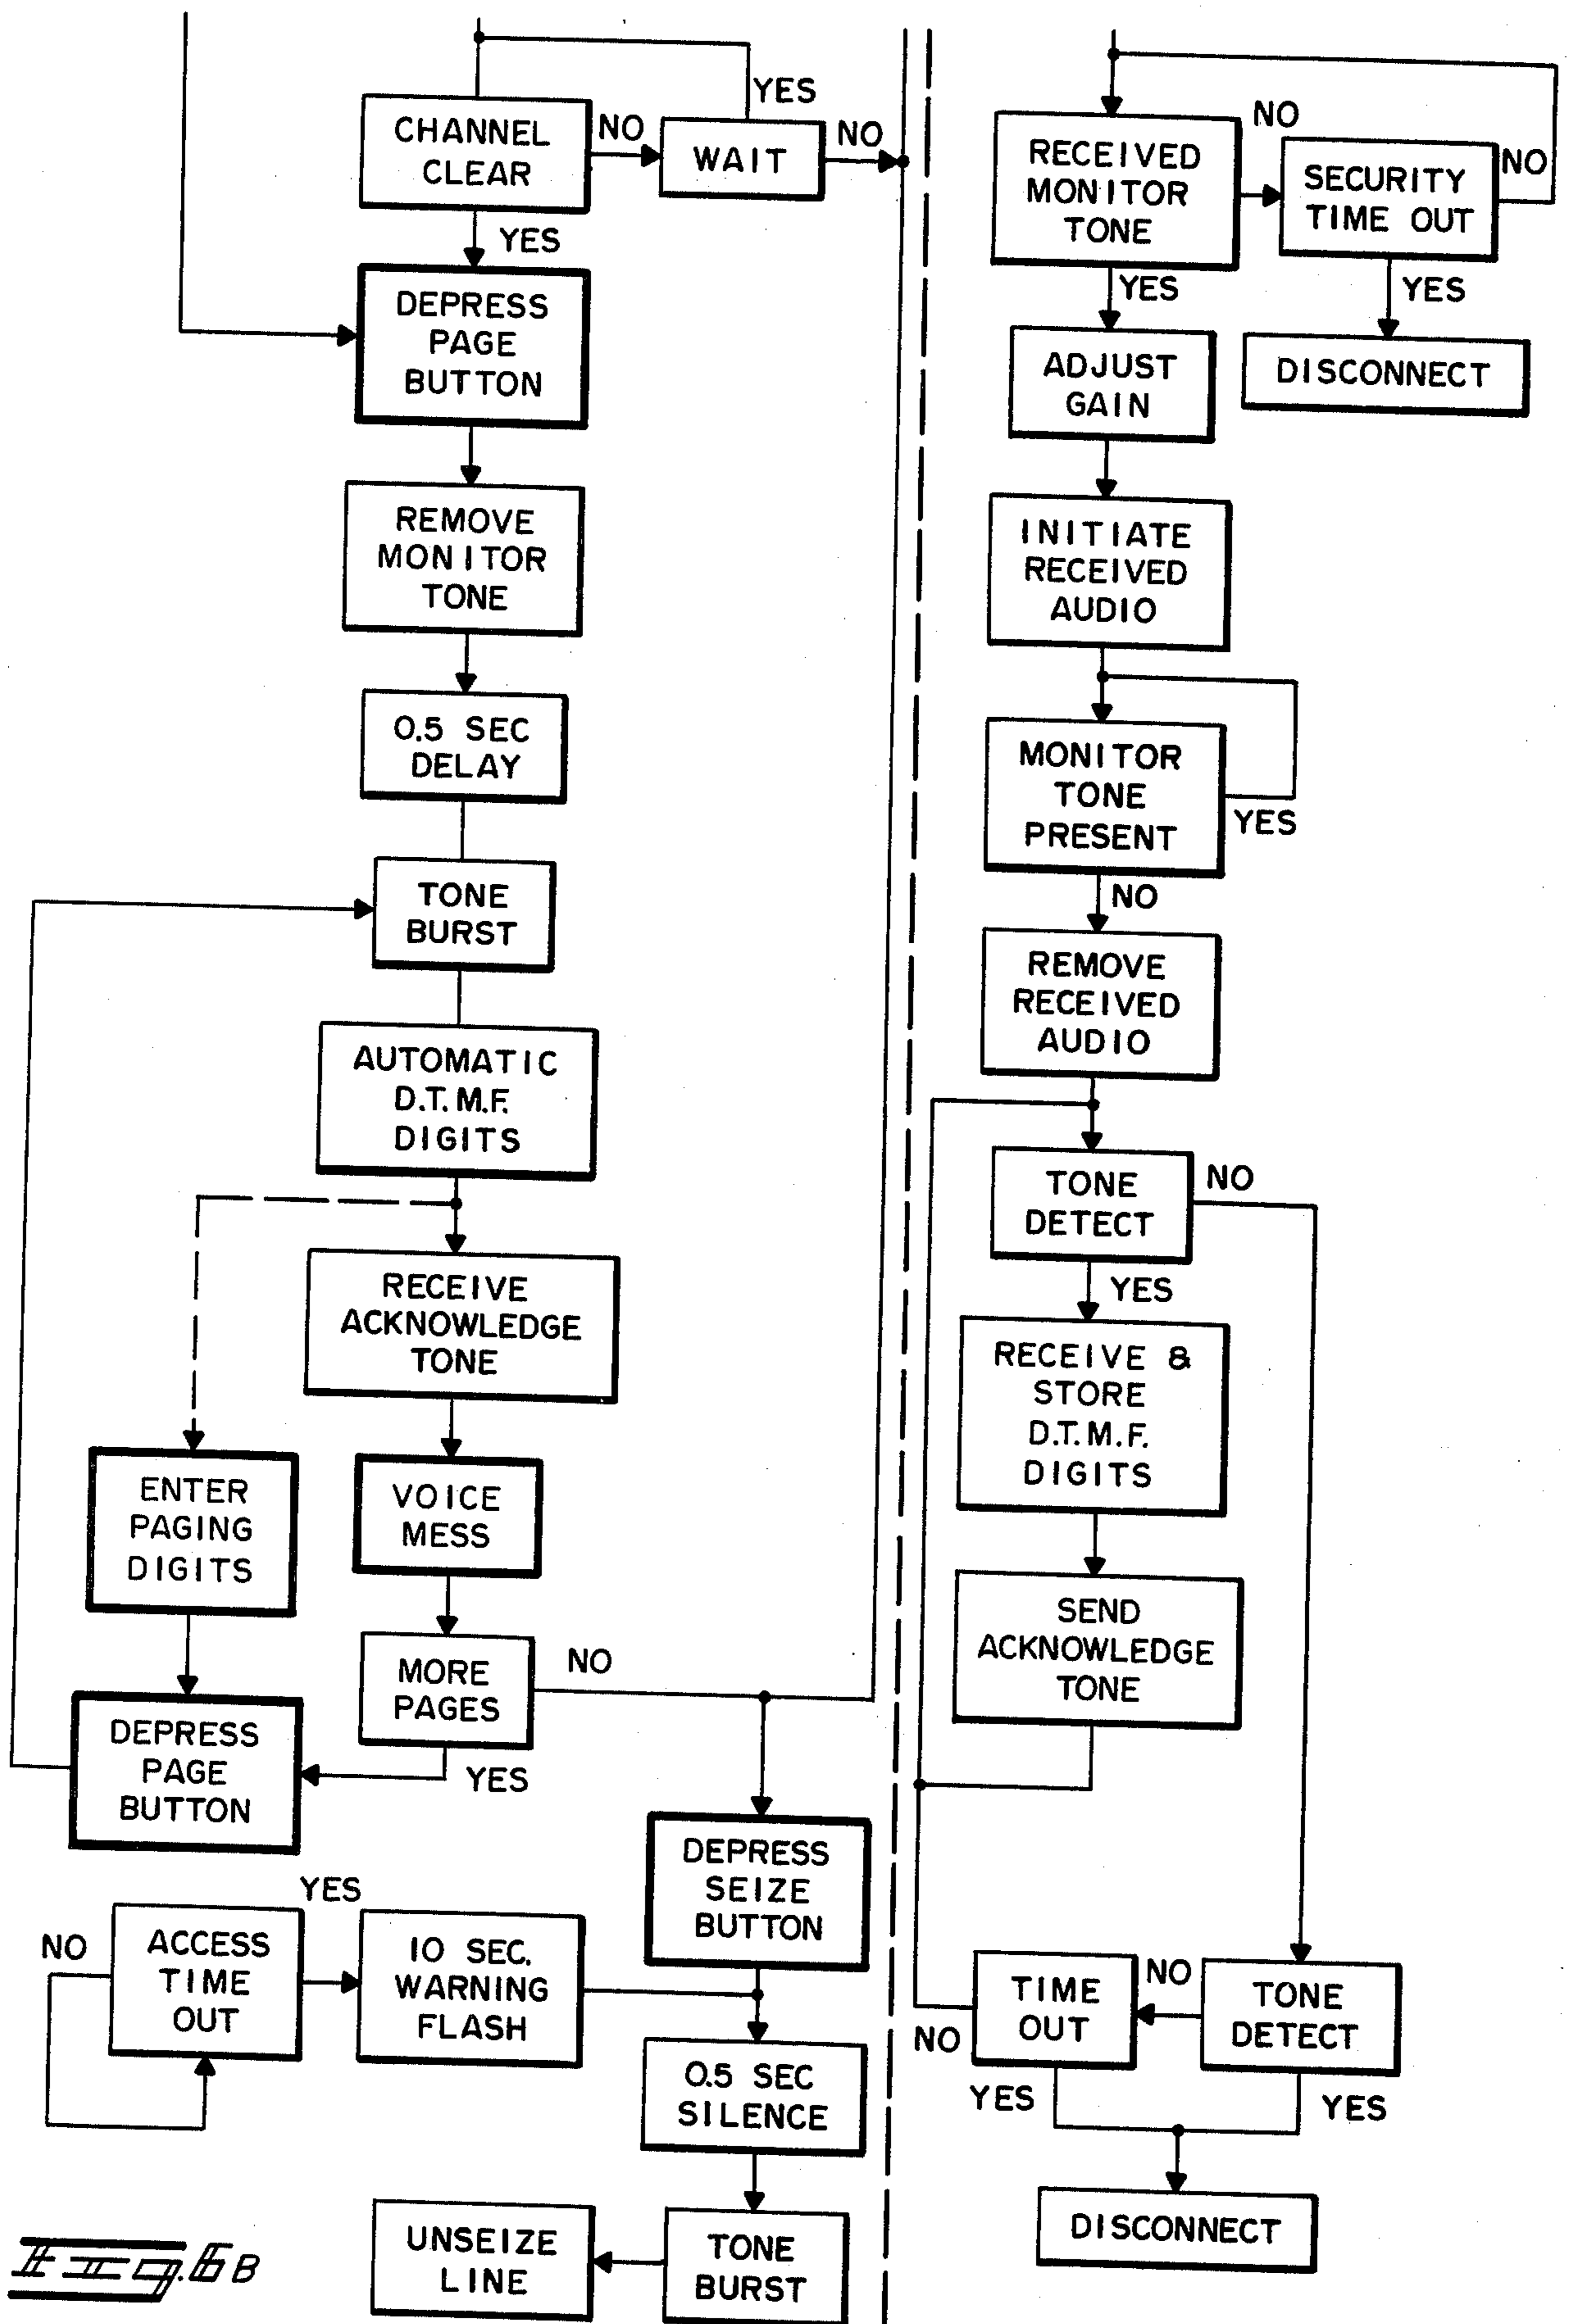 CHANNEL
CLEAR
NO
WAIT
YES
NO
YES
DEPRESS
PAGE
BUTTON
REMOVE
MONITOR
TONE
0.5 SEC
DELAY
TONE
BURST
AUTOMATIC
D.T.M.F.
DIGITS
RECEIVE
ACKNOWLEDGE
TONE
ENTER
PAGING
DIGITS
VOICE
MESS
MORE
PAGES
NO
YES
DEPRESS
PAGE
BUTTON
DEPRESS
SEIZE
BUTTON
NO
ACCESS
TIME
OUT
YES
10 SEC.
WARNING
FLASH
0.5 SEC
SILENCE
TONE
BURST
UNSEIZE
LINE
RECEIVED
MONITOR
TONE
NO
SECURITY
TIME OUT
NO
YES
DISCONNECT
YES
ADJUST
GAIN
INITIATE
RECEIVED
AUDIO
MONITOR
TONE
PRESENT
YES
NO
REMOVE
RECEIVED
AUDIO
TONE
DETECT
NO
YES
RECEIVE &
STORE
D.T.M.F.
DIGITS
SEND
ACKNOWLEDGE
TONE
TIME
OUT
NO
NO
TONE
DETECT
YES
YES
DISCONNECT
Fig. 6B